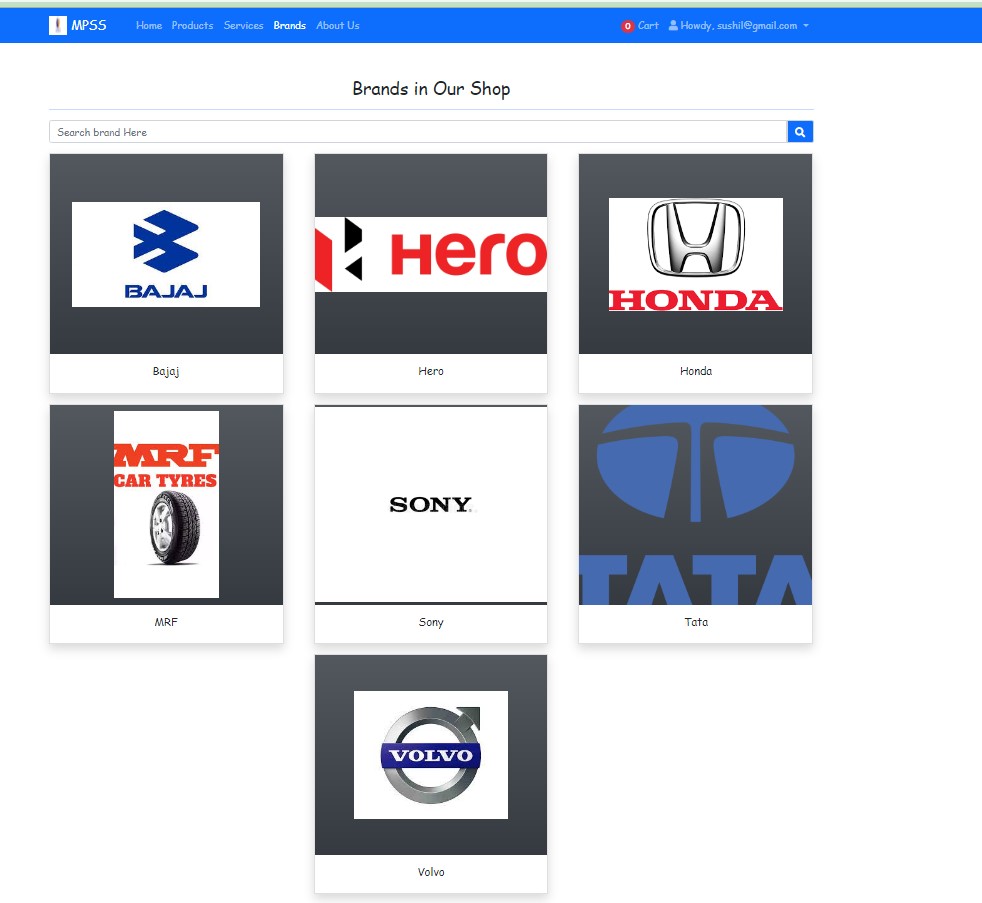 MPSS Home Products Services Brands About Us 0 Cart Howdy, sushil@gmail.com
Brands in Our Shop
Search brand Here
BAJAJ
Hero
HONDA
Bajaj
Hero
Honda
MRF
CAR TYRES
SONY
TATA
MRF
Sony
Tata
VOLVO
Volvo